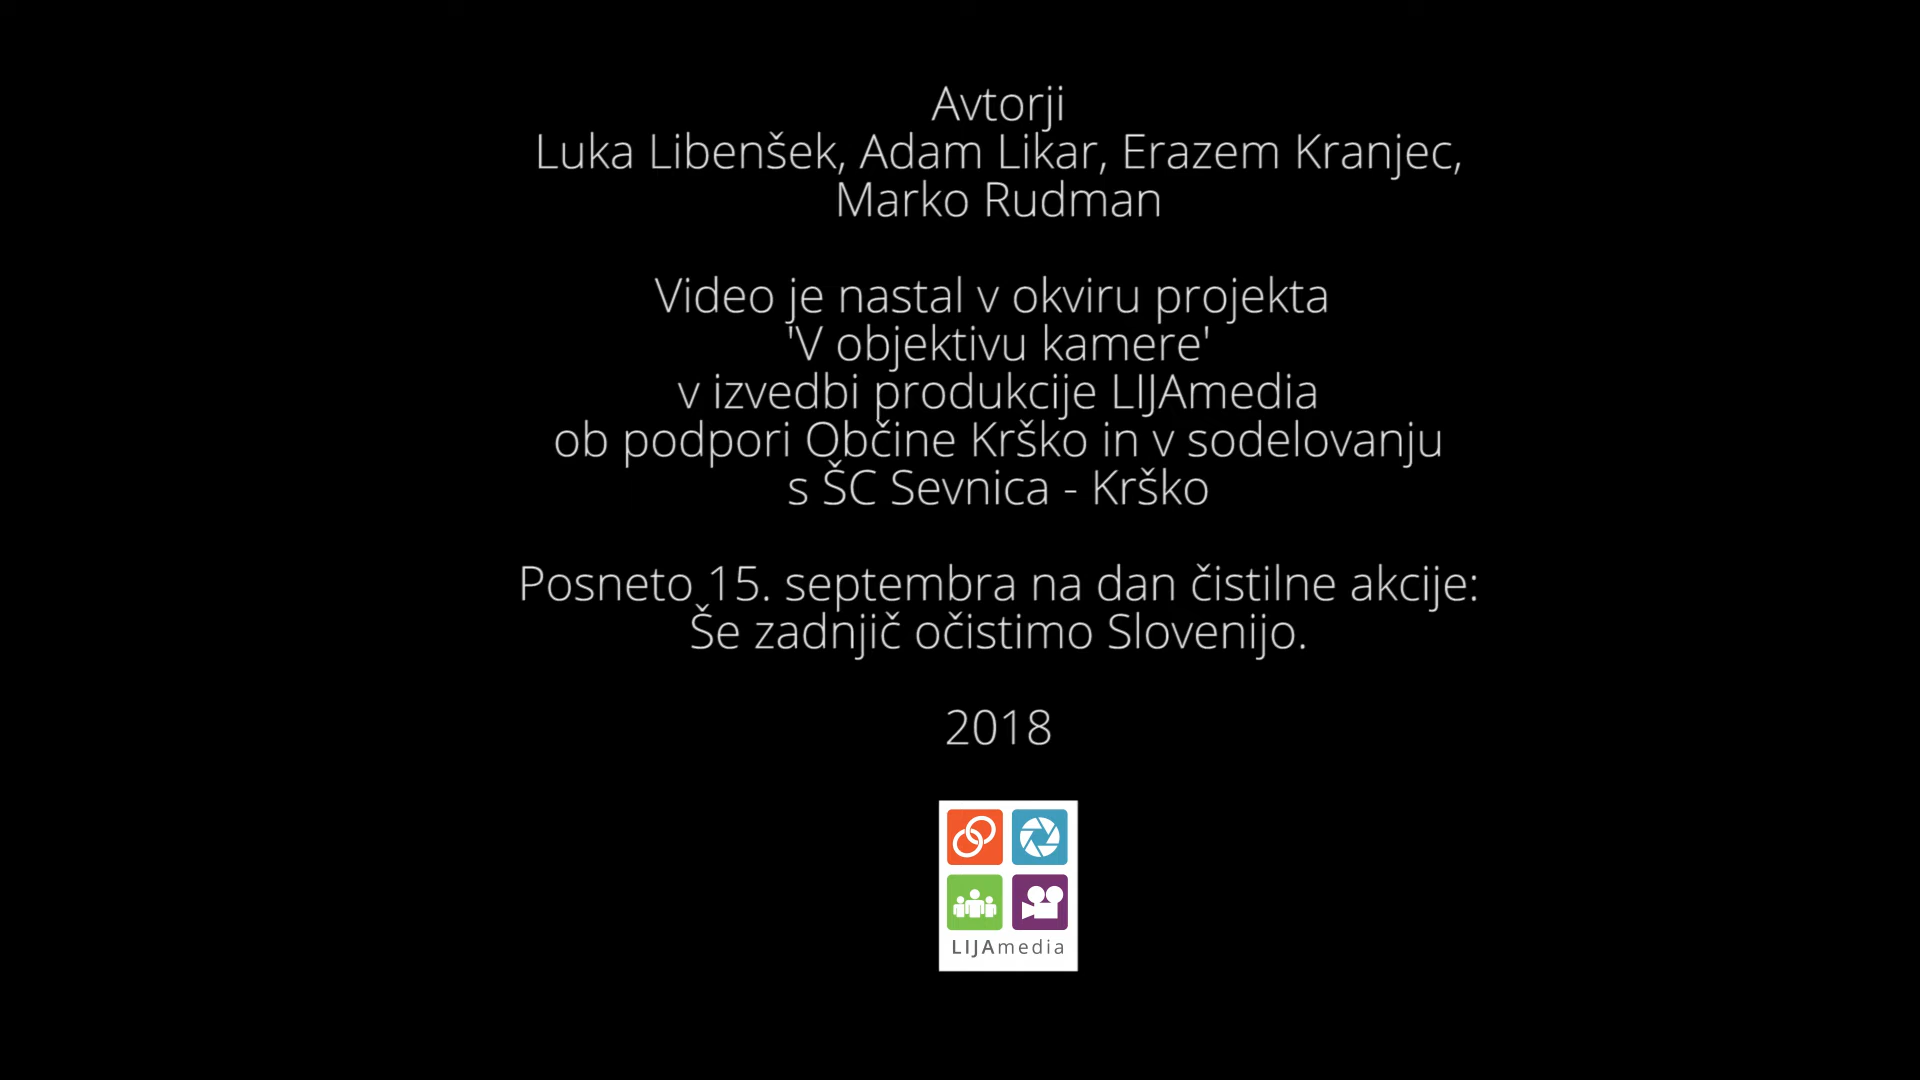 Avtorji
Luka Libenšek, Adam Likar, Erazem Kranjec,
Marko Rudman
Video je nastal v okviru projekta
'V objektivu kamere'
v izvedbi produkcije LIJAmedia
ob podpori Občine Krško in v sodelovanju
s ŠC Sevnica - Krško
Posneto 15. septembra na dan čistilne akcije:
Še zadnjič očistimo Slovenijo.
2018
LIJAmedia